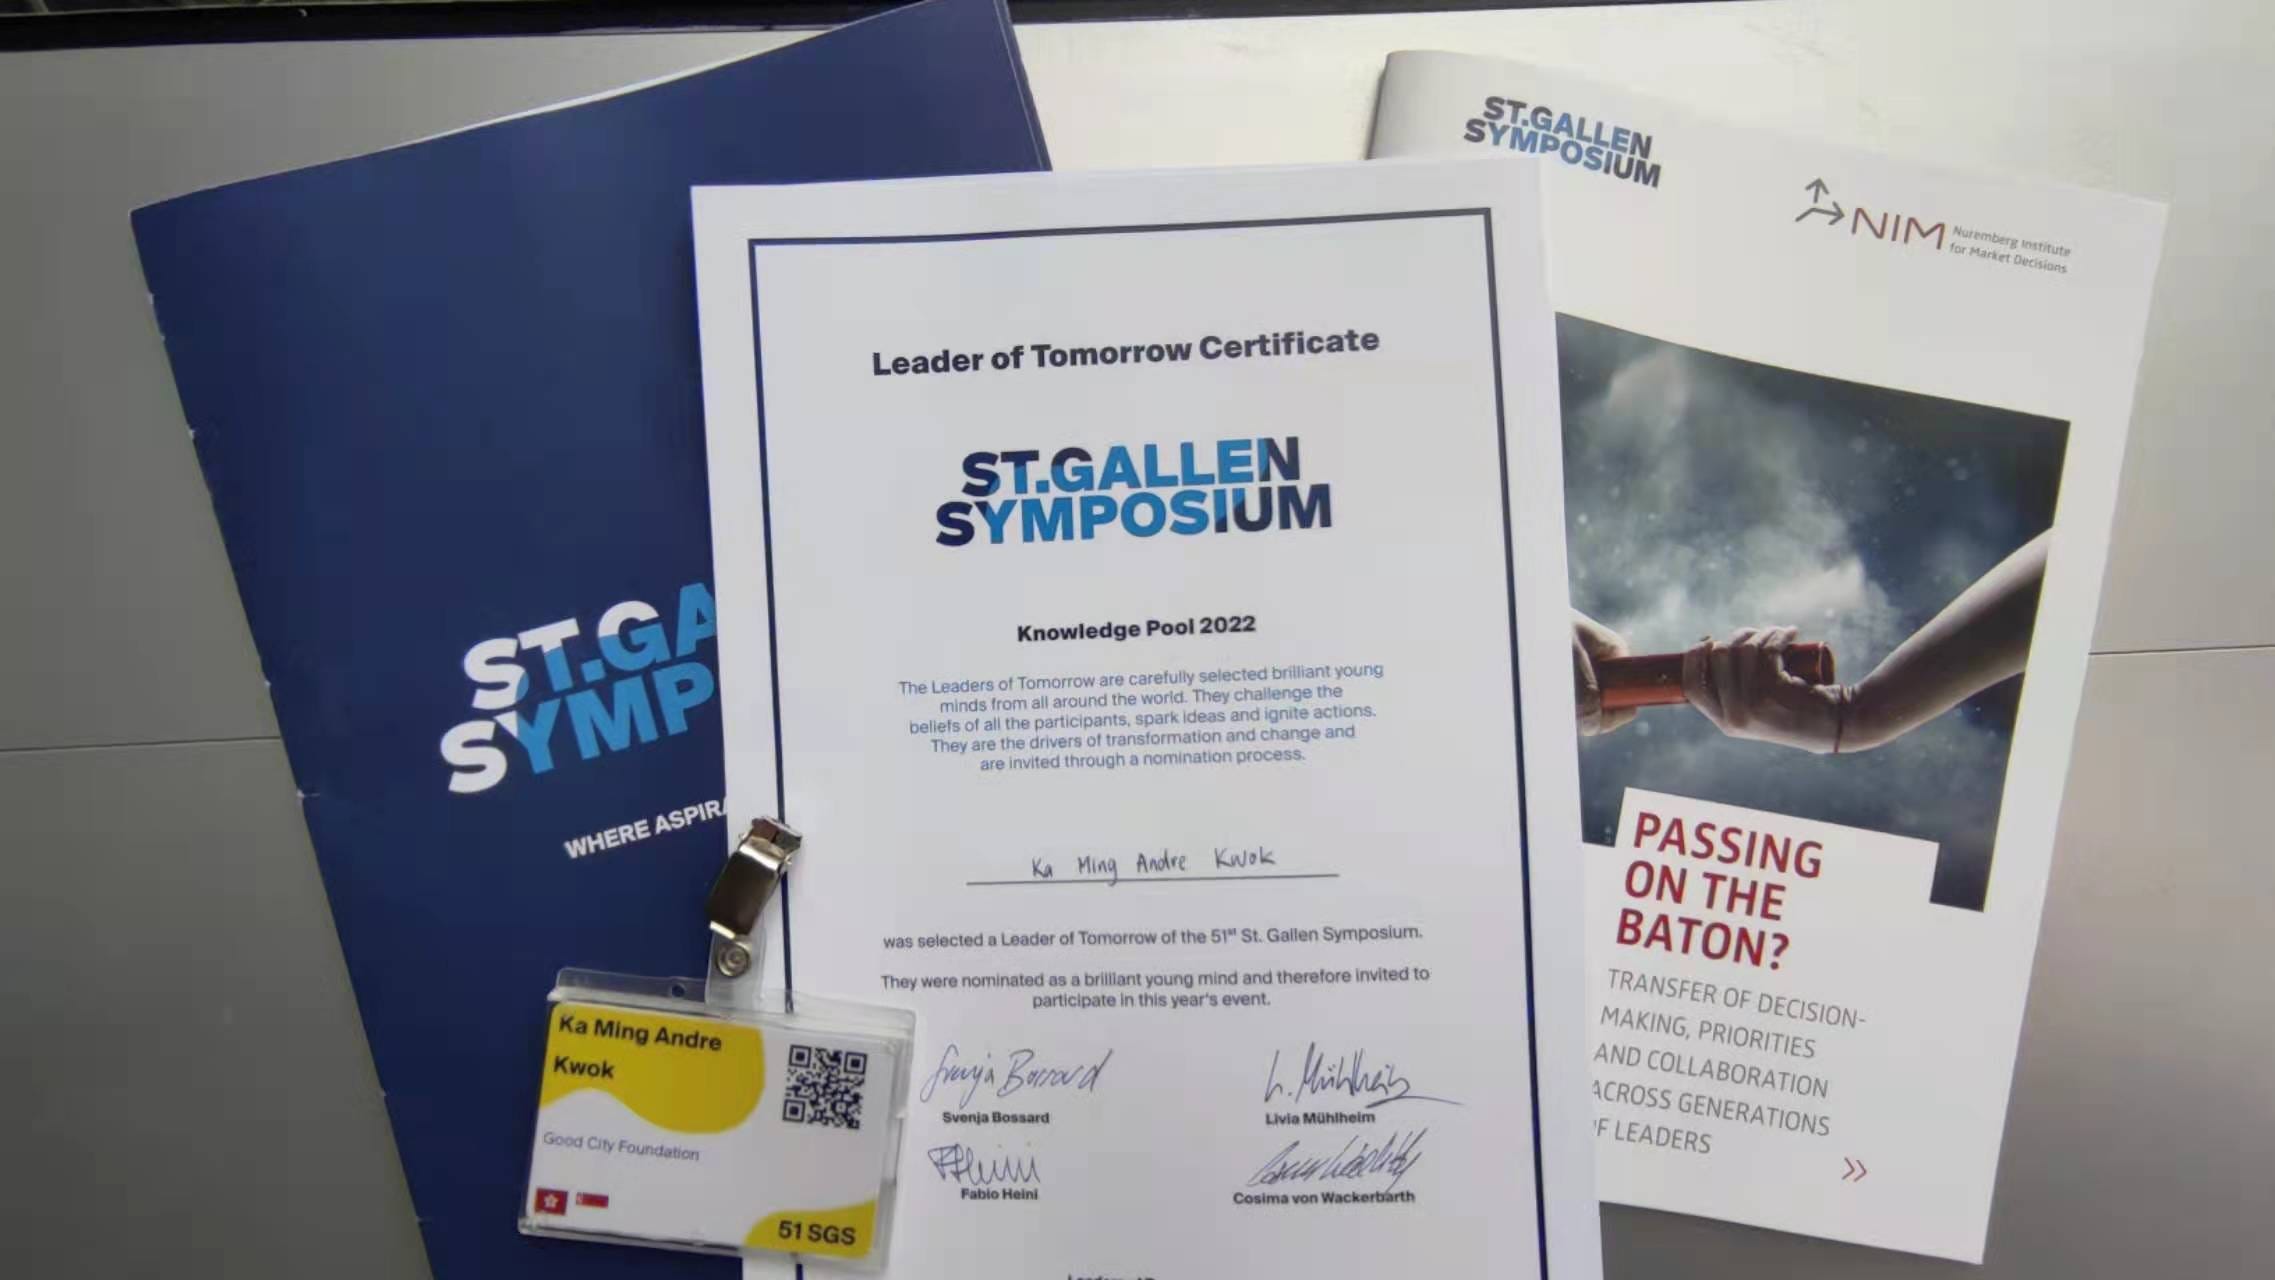 ST.GA
SYMP
WHERE ASPIRA
Leader of Tomorrow Certificate
ST.GALLEN
SYMPOSIUM
Knowledge Pool 2022
The Leaders of Tomorrow are carefully selected brilliant young
minds from all around the world. They challenge the
beliefs of all the participants, spark ideas and ignite actions.
They are the drivers of transformation and change and
are invited through a nomination process.
Ka Ming Andre Kwok
was selected a Leader of Tomorrow of the 51st St. Gallen Symposium.
They were nominated as a brilliant young mind and therefore invited to
participate in this year's event.
Svenja Bossard
L. Mühlheim
Svenja Bossard
Livia Mühlheim
F Heini
Fabio Heini
Cosima von Wackerbarth
Ka Ming Andre
Kwok
Good City Foundation
51 SGS
ST.GALLEN
SYMPOSIUM
NIM
Nuremberg Institute
for Market Decisions
PASSING
ON THE
BATON?
TRANSFER OF DECISION-
MAKING, PRIORITIES
AND COLLABORATION
ACROSS GENERATIONS
F LEADERS